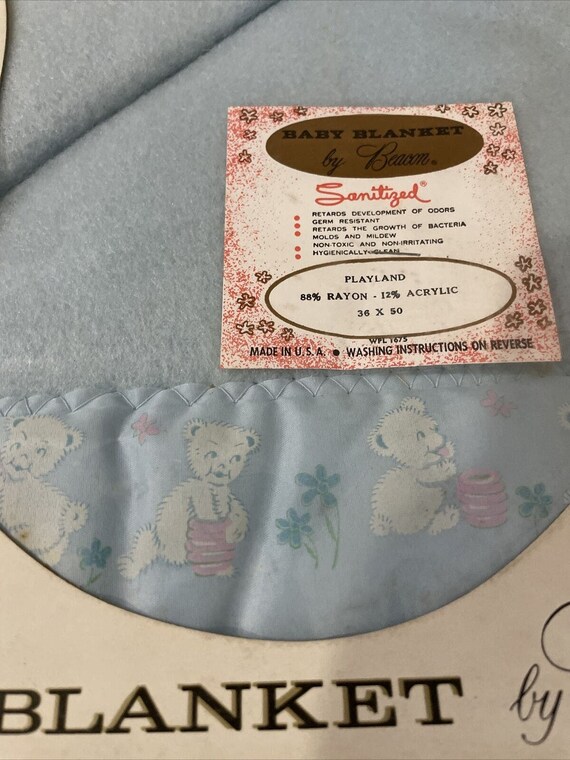 BABY BLANKET
by Beacon®
Sanitized®
• RETARDS DEVELOPMENT OF ODORS
• GERM RESISTANT
• RETARDS THE GROWTH OF BACTERIA
MOLDS AND MILDEW
• NON-TOXIC AND NON-IRRITATING
• HYGIENICALLY CLEAN
PLAYLAND
88% RAYON - 12% ACRYLIC
36 X 50
WPL 1675
MADE IN U.S.A. • WASHING INSTRUCTIONS ON REVERSE
BLANKET by